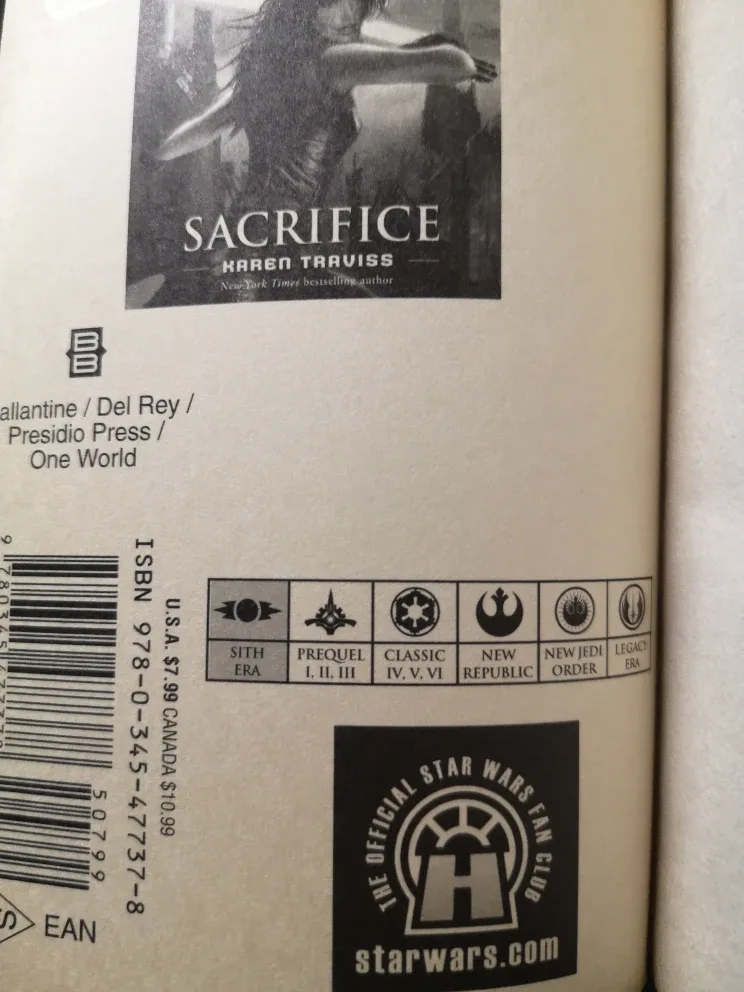 SACRIFICE
KAREN TRAVISS
New York Times bestselling author
BB
allantine / Del Rey /
Presidio Press /
One World
ISBN 978-0-345-47737-8
U.S.A. $7.99 CANADA $10.99
50799
EAN
SITH ERA
PREQUEL I, II, III
CLASSIC IV, V, VI
NEW REPUBLIC
NEW JEDI ORDER
LEGACY ERA
THE OFFICIAL STAR WARS FAN CLUB
H
starwars.com